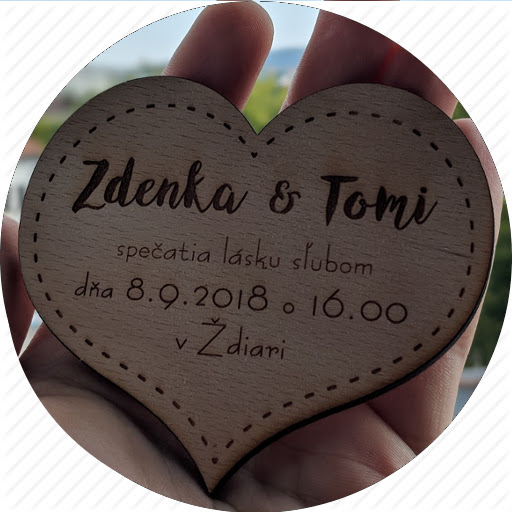 Zdenka & Tomi
spečatia lásku sľubom
dňa 8.9.2018 o 16.00
v Ždiari